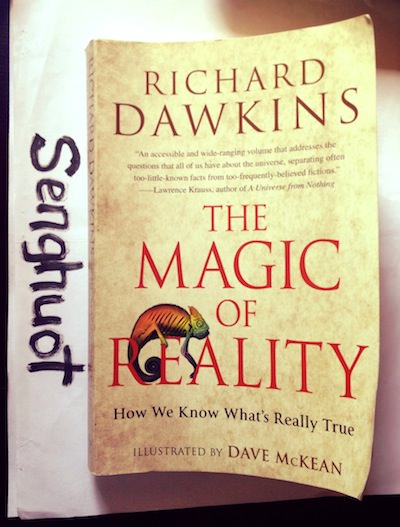 Senghuot
RICHARD
DAWKINS
"An accessible and wide-ranging volume that addresses the
questions that all of us have about the universe, separating often
too-little-known facts from too-frequently-believed fictions.
—Lawrence Krauss, author of A Universe from Nothing
THE
MAGIC
OF
REALITY
How We Know What's Really True
ILLUSTRATED BY DAVE McKEAN